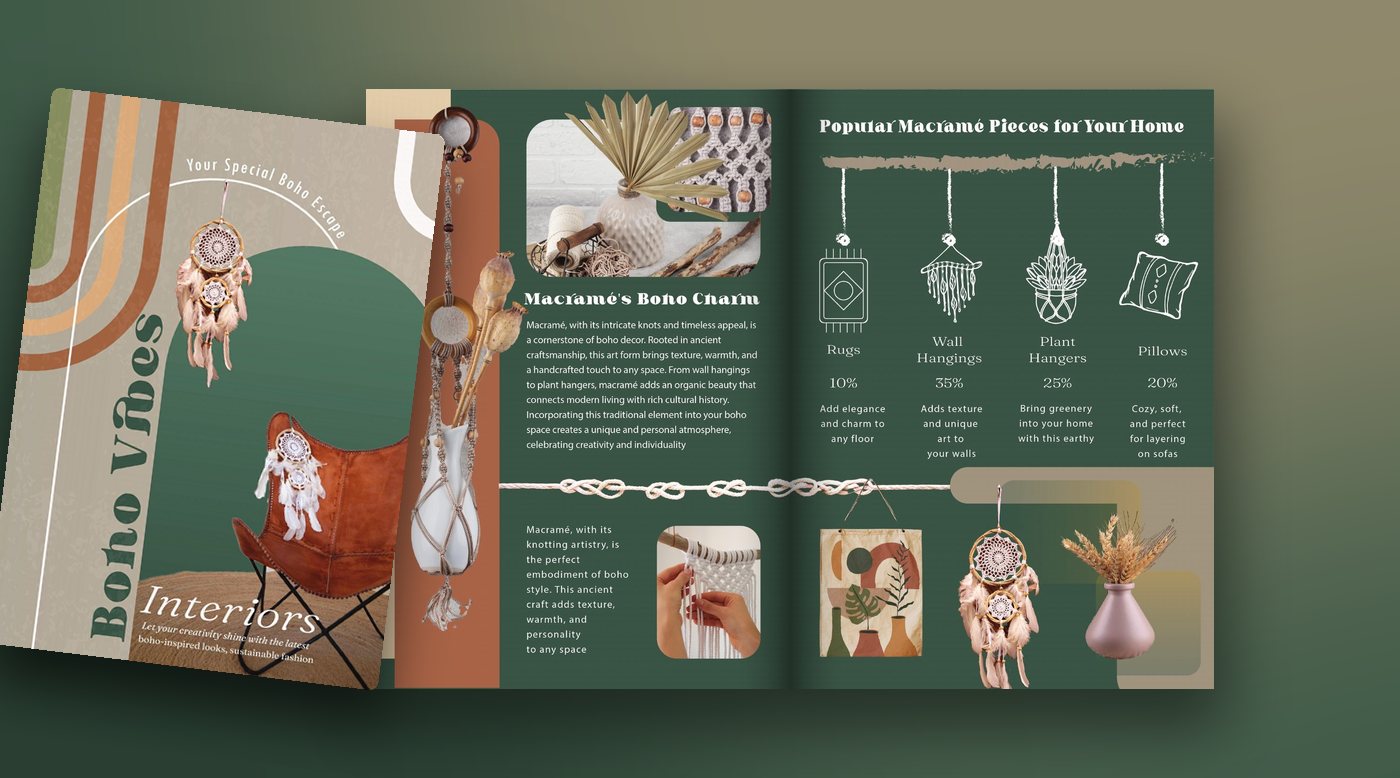 Your Special Boho Escape
Boho Vibes
Interiors
Let your creativity shine with the latest
boho-inspired looks, sustainable fashion
Macramé's Boho Charm
Macramé, with its intricate knots and timeless appeal, is
a cornerstone of boho decor. Rooted in ancient
craftsmanship, this art form brings texture, warmth, and
a handcrafted touch to any space. From wall hangings
to plant hangers, macramé adds an organic beauty that
connects modern living with rich cultural history.
Incorporating this traditional element into your boho
space creates a unique and personal atmosphere,
celebrating creativity and individuality
Macramé, with its
knotting artistry, is
the perfect
embodiment of boho
style. This ancient
craft adds texture,
warmth, and
personality
to any space
Popular Macramé Pieces for Your Home
Rugs
10%
Add elegance
and charm to
any floor
Wall
Hangings
35%
Adds texture
and unique
art to
your walls
Plant
Hangers
25%
Bring greenery
into your home
with this earthy
Pillows
20%
Cozy, soft,
and perfect
for layering
on sofas